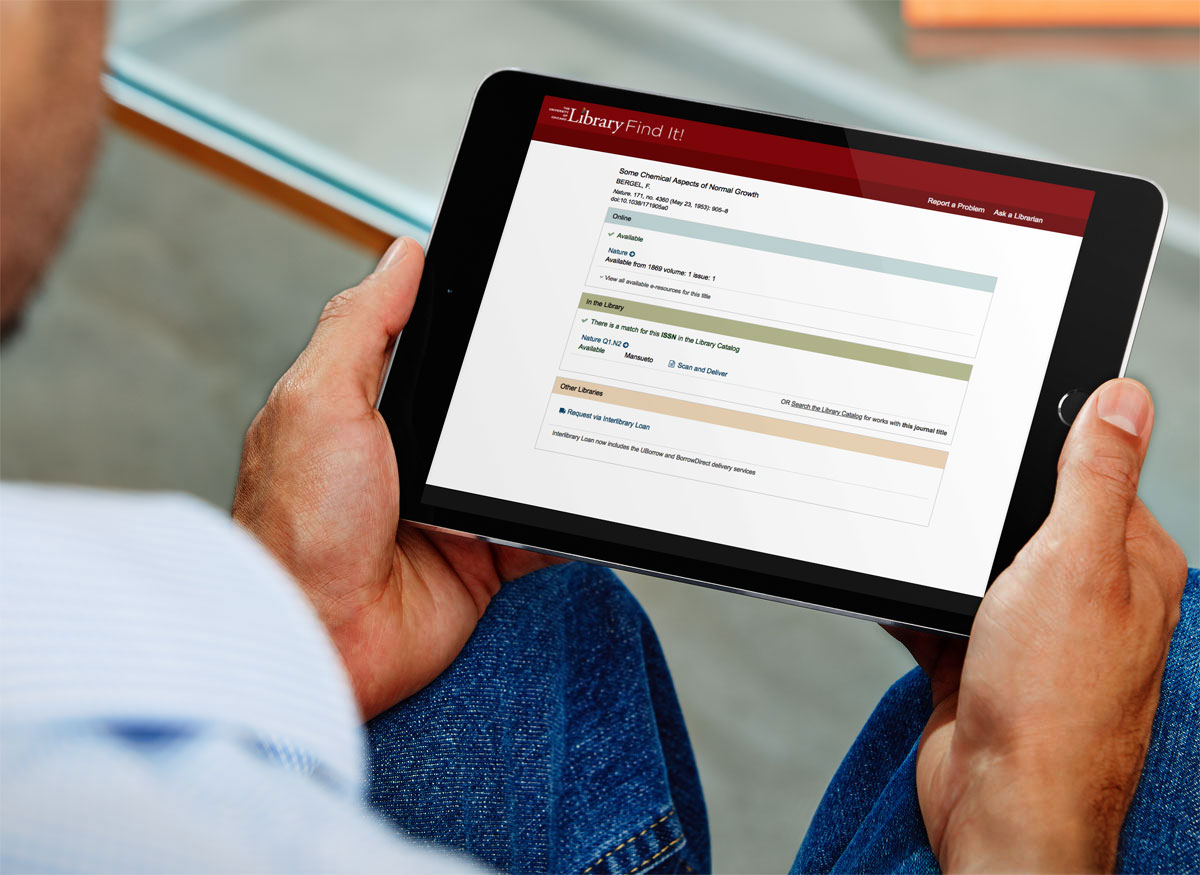 THE
UNIVERSITY
OF
CHICAGO
Library Find It!
Report a Problem Ask a Librarian
Some Chemical Aspects of Normal Growth
BERGEL, F.
Nature. 171, no. 4360 (May 23, 1953): 905–8
doi:10.1038/171905a0
Online
Available
Nature
Available from 1869 volume: 1 issue: 1
View all available e-resources for this title
In the Library
There is a match for this ISSN in the Library Catalog
Nature Q1.N2
Available Mansueto Scan and Deliver
OR Search the Library Catalog for works with this journal title
Other Libraries
Request via Interlibrary Loan
Interlibrary Loan now includes the UBorrow and BorrowDirect delivery services